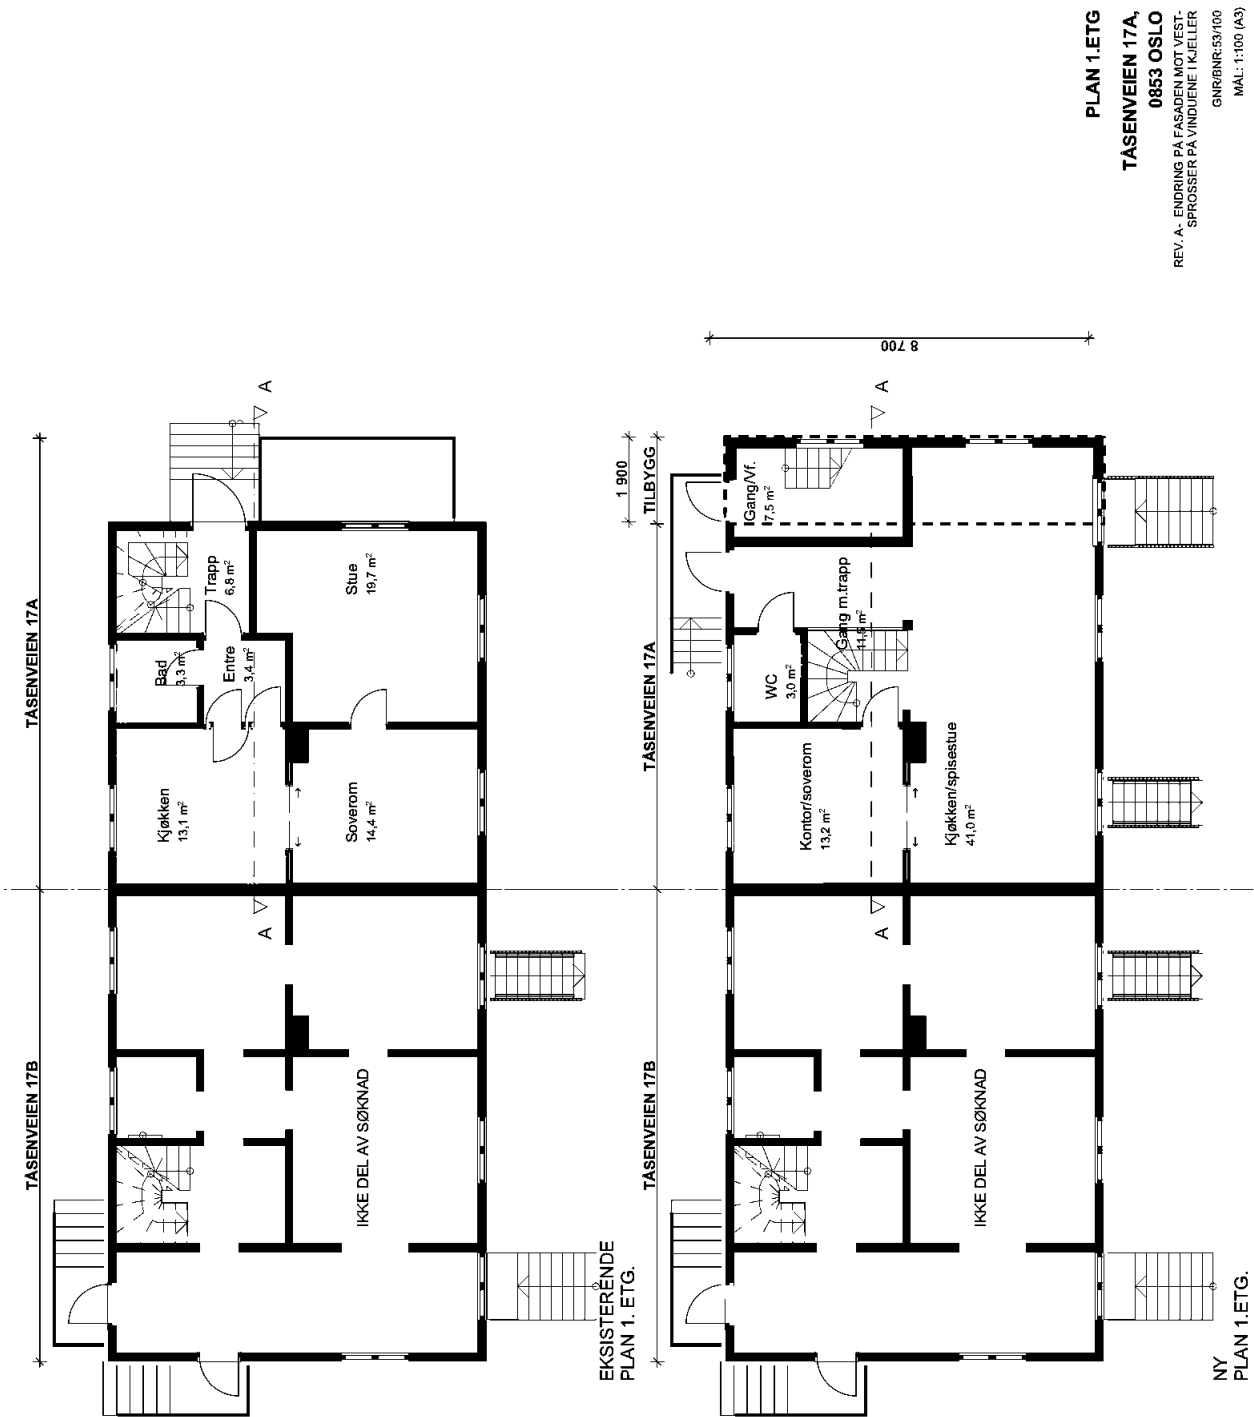 PLAN 1.ETG
TÅSENVEIEN 17A,
0853 OSLO
REV. A- ENDRING PÅ FASADEN MOT VEST-
SPROSSER PÅ VINDUENE I KJELLER
GNR/BNR:53/100
MÅL: 1:100 (A3)
TÅSENVEIEN 17B
TÅSENVEIEN 17A
Kjøkken
13,1 m²
Bad
3,3 m²
Entre
3,4 m²
Trapp
6,8 m²
Stue
19,7 m²
Soverom
14,4 m²
A
A
IKKE DEL AV SØKNAD
EKSISTERENDE
PLAN 1. ETG.
TÅSENVEIEN 17B
TÅSENVEIEN 17A
TILBYGG
1 900
8 700
Gang/Vf.
7,5 m²
Gang m.trapp
11,6 m²
WC
3,0 m²
Kontor/soverom
13,2 m²
Kjøkken/spisestue
41,0 m²
A
A
IKKE DEL AV SØKNAD
NY
PLAN 1.ETG.